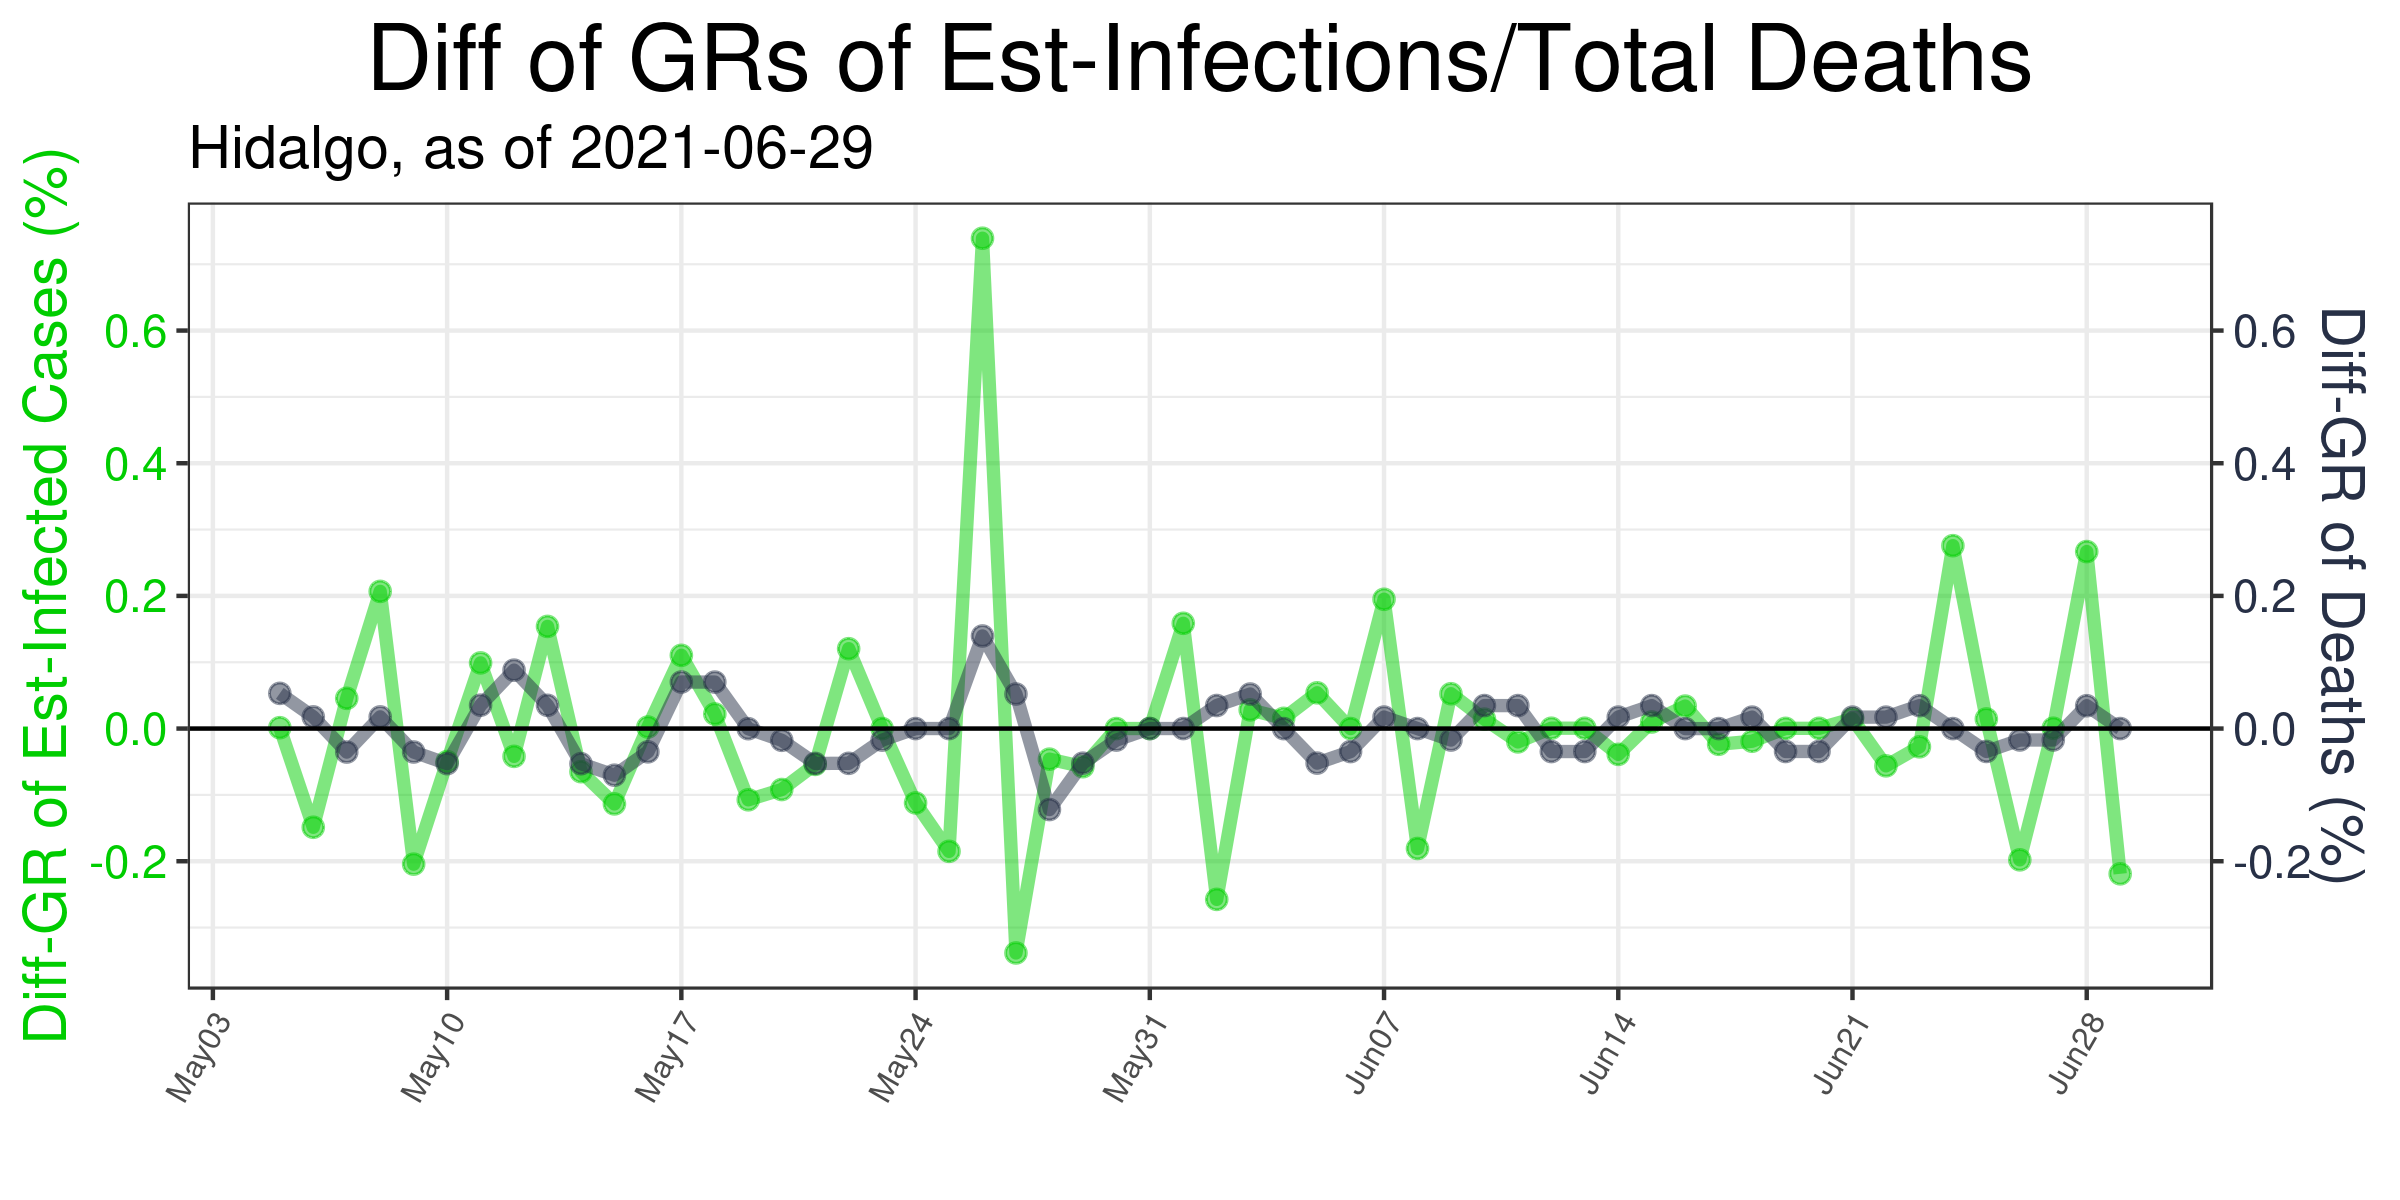 Diff of GRs of Est-Infections/Total Deaths
Hidalgo, as of 2021-06-29
Diff-GR of Est-Infected Cases (%)
0.6
0.4
0.2
0.0
-0.2
0.6
0.4
0.2
0.0
-0.2
Diff-GR of Deaths (%)
May03
May10
May17
May24
May31
Jun07
Jun14
Jun21
Jun28